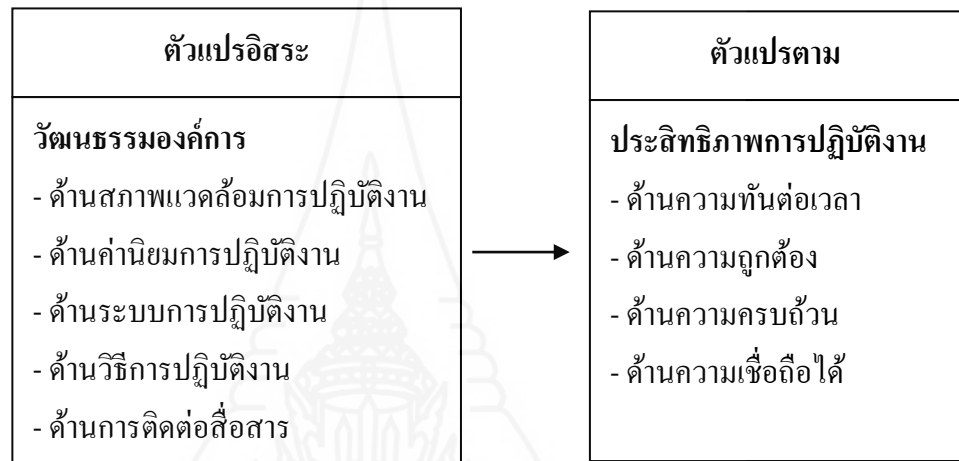 ตัวแปรอิสระ
วัฒนธรรมองค์การ
- ด้านสภาพแวดล้อมการปฏิบัติงาน
- ด้านค่านิยมการปฏิบัติงาน
- ด้านระบบการปฏิบัติงาน
- ด้านวิธีการปฏิบัติงาน
- ด้านการติดต่อสื่อสาร
ตัวแปรตาม
ประสิทธิภาพการปฏิบัติงาน
- ด้านความทันต่อเวลา
- ด้านความถูกต้อง
- ด้านความครบถ้วน
- ด้านความเชื่อถือได้